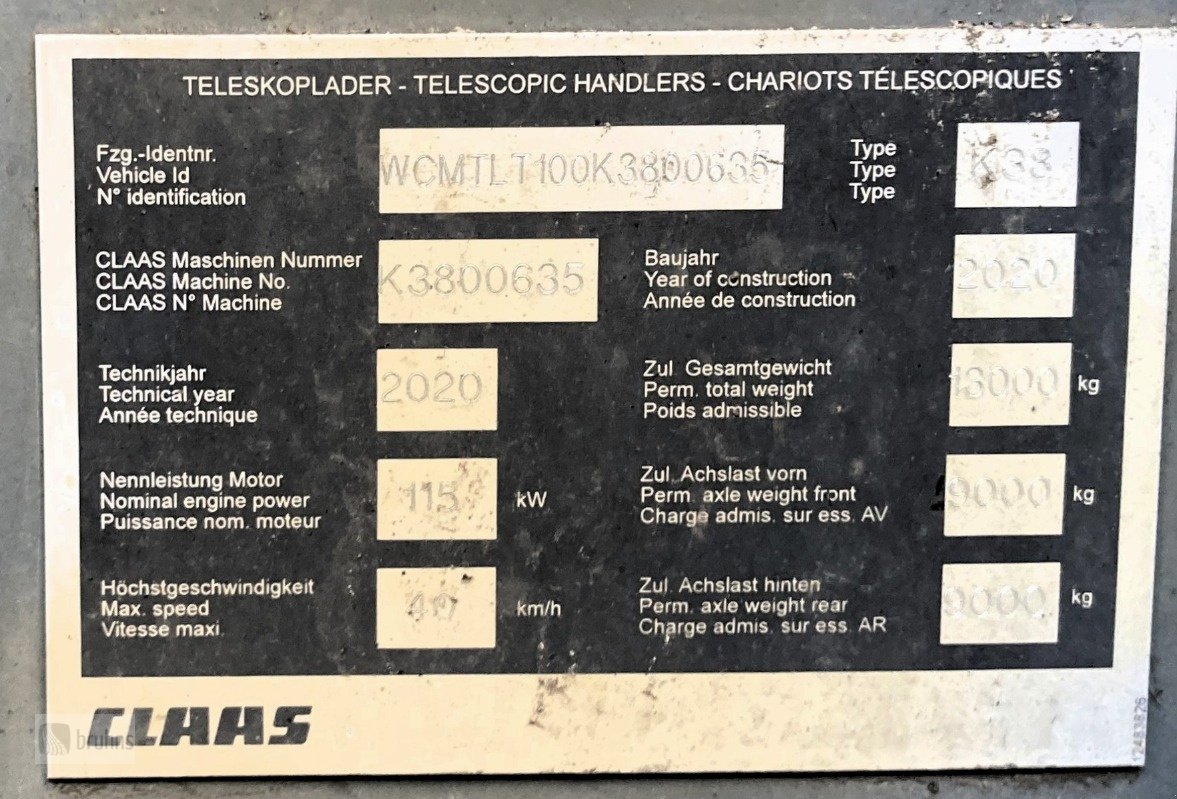 TELESKOPLADER - TELESCOPIC HANDLERS - CHARIOTS TÉLESCOPIQUES
Fzg.-Identnr.
Vehicle Id
N° identification
WCMTLT100K3800635
Type
Type
Type
K38
CLAAS Maschinen Nummer
CLAAS Machine No.
CLAAS N° Machine
K3800635
Baujahr
Year of construction
Année de construction
2020
Technikjahr
Technical year
Année technique
2020
Zul. Gesamtgewicht
Perm. total weight
Poids admissible
13000 kg
Nennleistung Motor
Nominal engine power
Puissance nom. moteur
115 kW
Zul. Achslast vorn
Perm. axle weight front
Charge admis. sur ess. AV
9000 kg
Höchstgeschwindigkeit
Max. speed
Vitesse maxi.
40 km/h
Zul. Achslast hinten
Perm. axle weight rear
Charge admis. sur ess. AR
9000 kg
CLAAS
bruhns